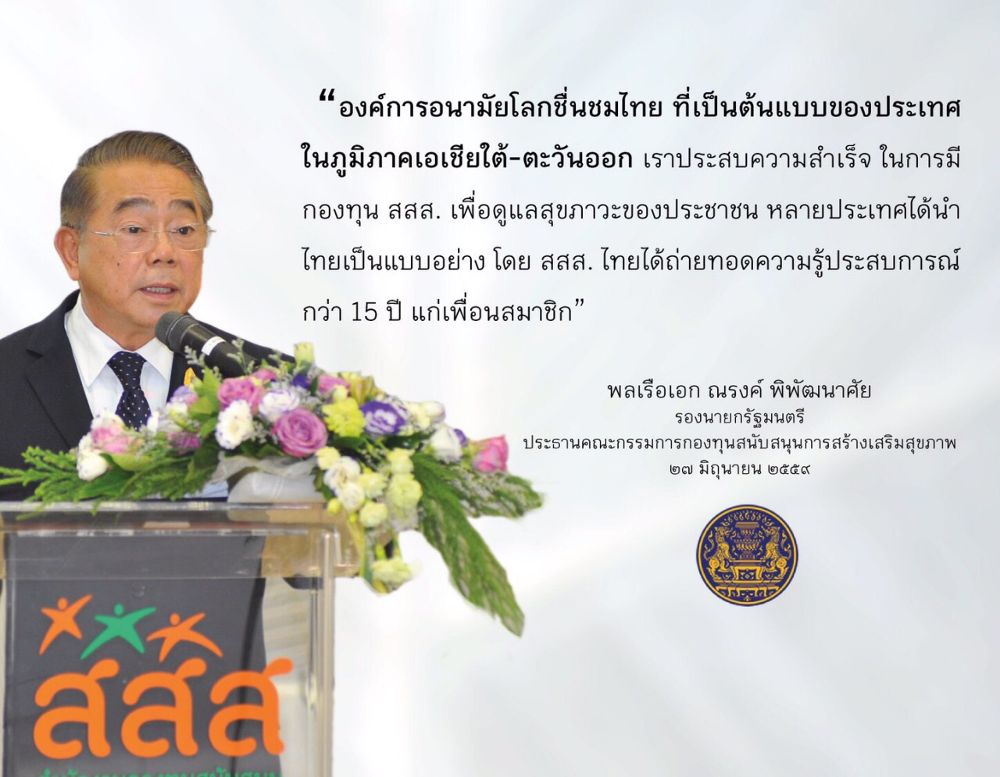 “องค์การอนามัยโลกชื่นชมไทย ที่เป็นต้นแบบของประเทศ
ในภูมิภาคเอเชียใต้-ตะวันออก เราประสบความสำเร็จ ในการมี
กองทุน สสส. เพื่อดูแลสุขภาวะของประชาชน หลายประเทศได้นำ
ไทยเป็นแบบอย่าง โดย สสส. ไทยได้ถ่ายทอดความรู้ประสบการณ์
กว่า 15 ปี แก่เพื่อนสมาชิก”
พลเรือเอก ณรงค์ พิพัฒนาศัย
รองนายกรัฐมนตรี
ประธานคณะกรรมการกองทุนสนับสนุนการสร้างเสริมสุขภาพ
๒๗ มิถุนายน ๒๕๕๙
สสส